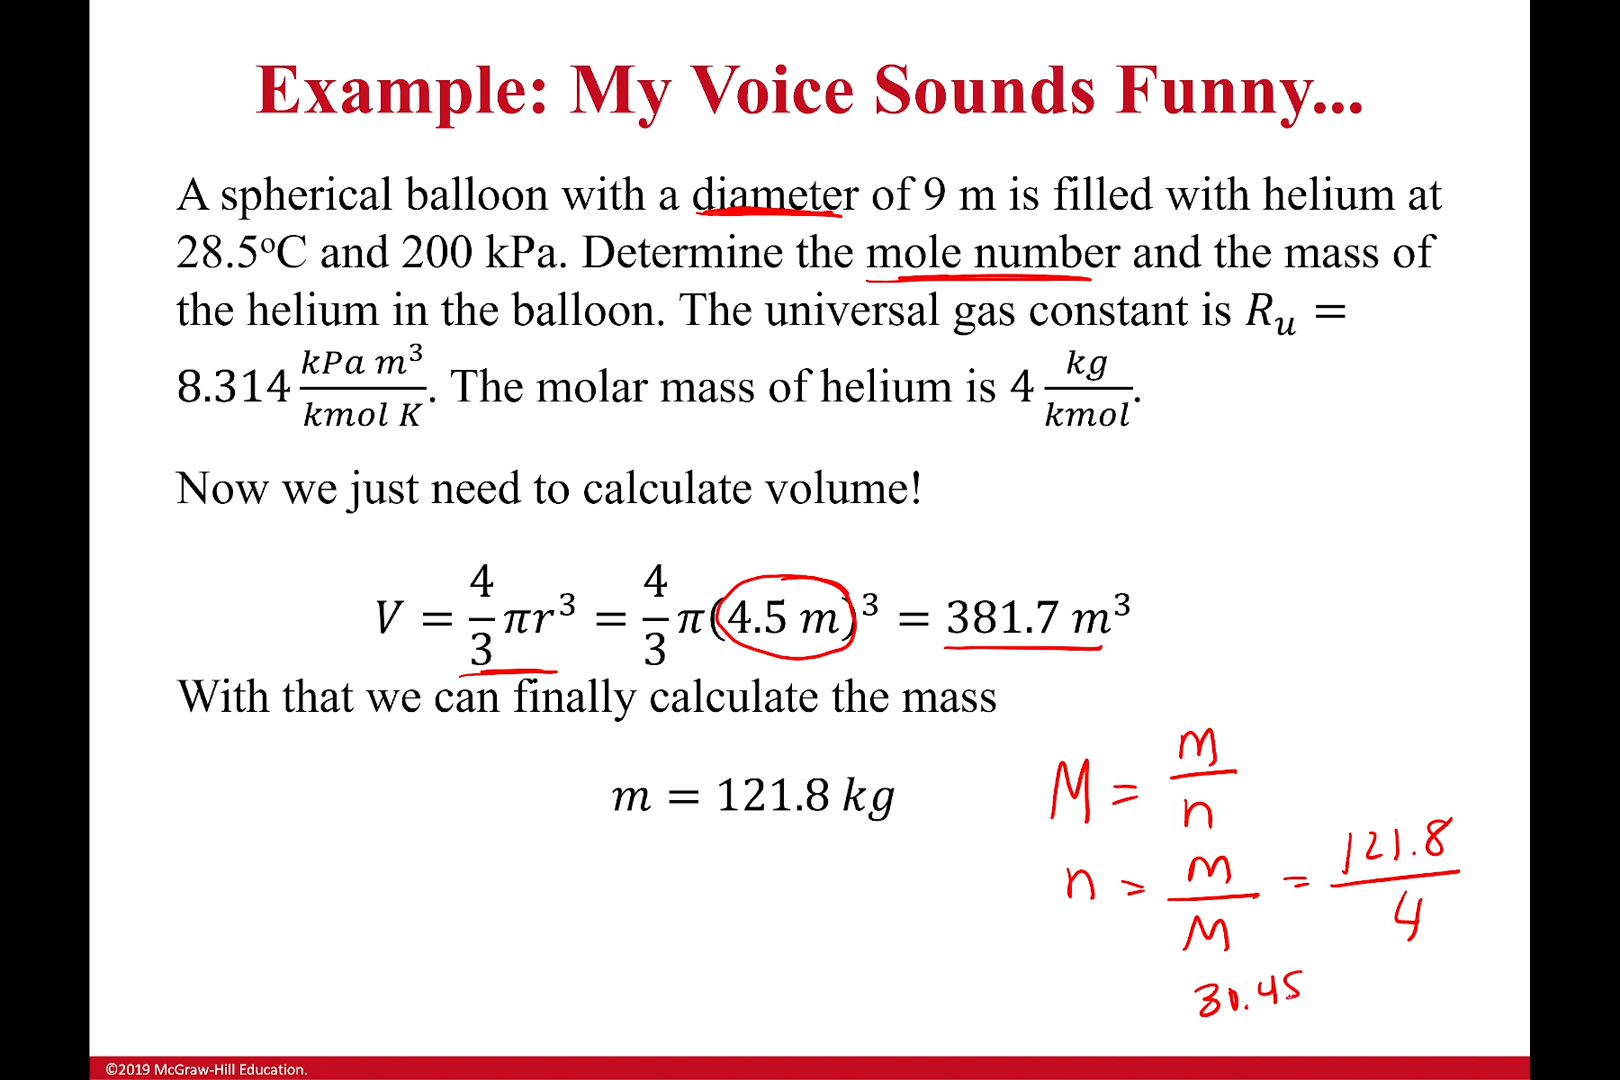 Example: My Voice Sounds Funny...
A spherical balloon with a diameter of 9 m is filled with helium at
28.5°C and 200 kPa. Determine the mole number and the mass of
the helium in the balloon. The universal gas constant is R_u =
8.314 kPa m³/kmol K. The molar mass of helium is 4 kg/kmol.
Now we just need to calculate volume!
V = 4/3 πr³ = 4/3 π(4.5 m)³ = 381.7 m³
With that we can finally calculate the mass
m = 121.8 kg
M = m/n
n = m/M = 121.8/4
30.45
©2019 McGraw-Hill Education.